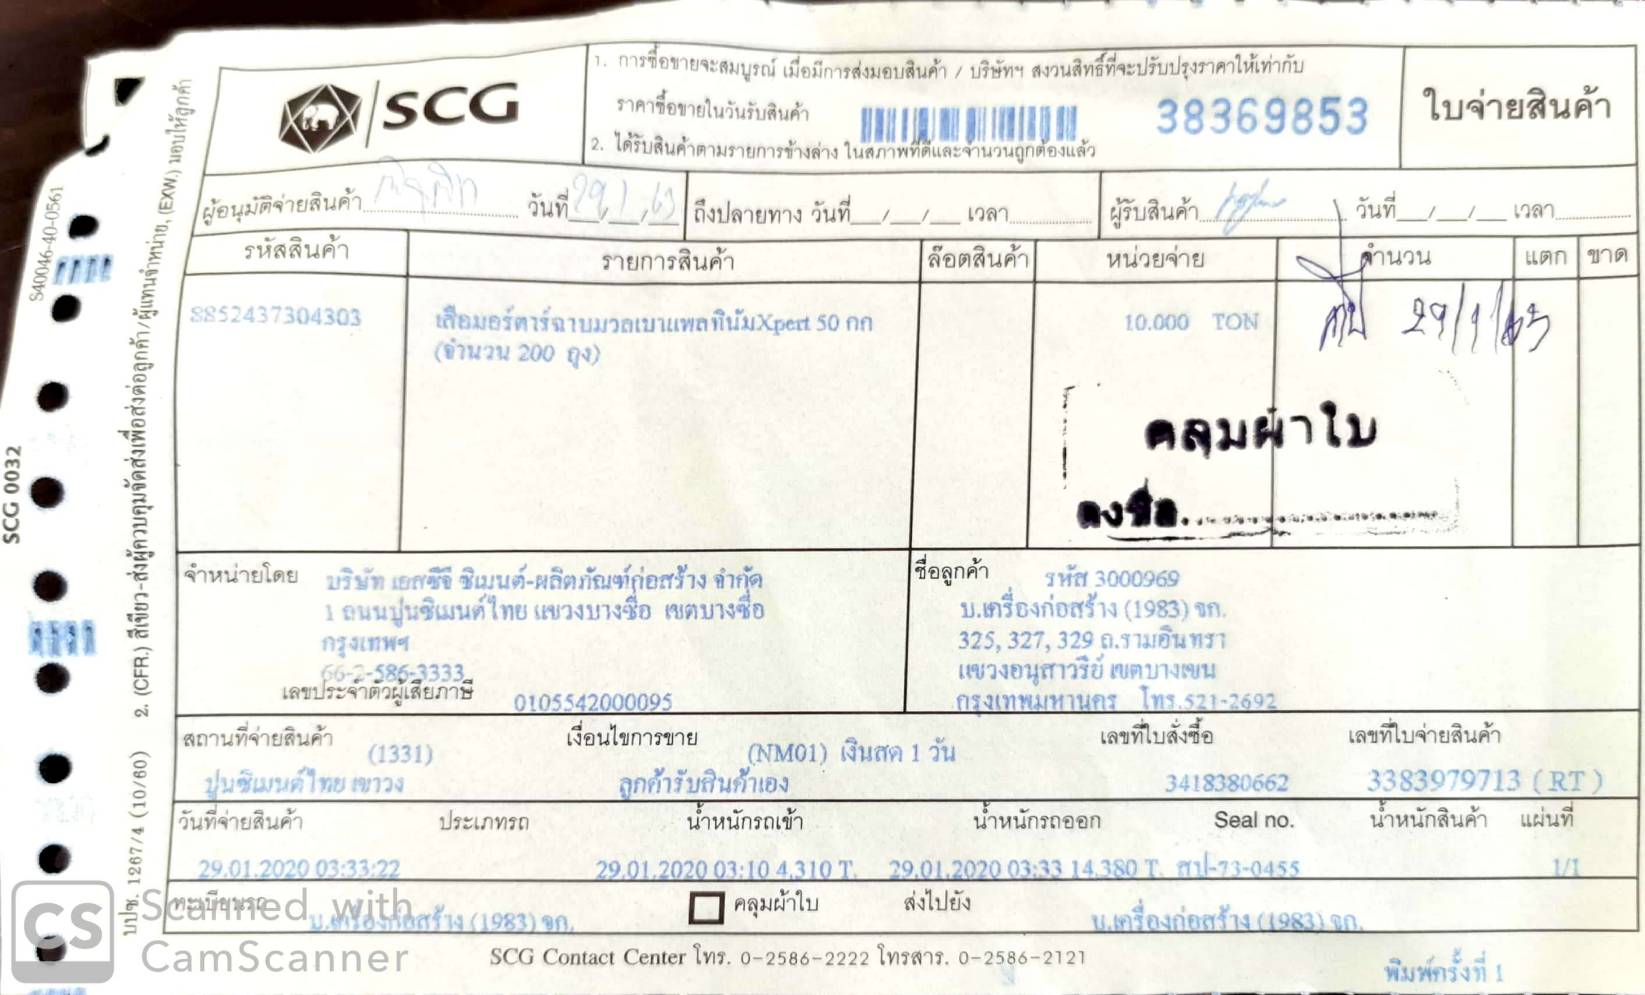 SCG
1. การซื้อขายจะสมบูรณ์ เมื่อมีการส่งมอบสินค้า / บริษัทฯ สงวนสิทธิ์ที่จะปรับปรุงราคาให้เท่ากับ
ราคาซื้อขายในวันรับสินค้า
38369853
2. ได้รับสินค้าตามรายการข้างล่าง ในสภาพที่ดีและจำนวนถูกต้องแล้ว
ใบจ่ายสินค้า
ผู้อนุมัติจ่ายสินค้า วันที่ 29/1/63 ถึงปลายทาง วันที่__/__/__ เวลา ผู้รับสินค้า วันที่__/__/__ เวลา
รหัสสินค้า รายการสินค้า ล๊อตสินค้า หน่วยจ่าย จำนวน แตก ขาด
8852437304303 เสือมอร์ตาร์ฉาบมวลเบาแพลทินัมXpert 50 กก 10.000 TON 29/1/63
(จำนวน 200 ถุง)
คลุมผ้าใบ
ลงชื่อ
จำหน่ายโดย บริษัท เอสซีจี ซิเมนต์-ผลิตภัณฑ์ก่อสร้าง จำกัด
1 ถนนปูนซิเมนต์ไทย แขวงบางซื่อ เขตบางซื่อ
กรุงเทพฯ
66-2-586-3333
เลขประจำตัวผู้เสียภาษี 0105542000095
ชื่อลูกค้า รหัส 3000969
บ.เครื่องก่อสร้าง (1983) จก.
325, 327, 329 ถ.รามอินทรา
แขวงอนุสาวรีย์ เขตบางเขน
กรุงเทพมหานคร โทร.521-2692
สถานที่จ่ายสินค้า (1331) เงื่อนไขการขาย (NM01) เงินสด 1 วัน เลขที่ใบสั่งซื้อ เลขที่ใบจ่ายสินค้า
ปูนซิเมนต์ไทย เขาวง ลูกค้ารับสินค้าเอง 3418380662 3383979713 (RT)
วันที่จ่ายสินค้า ประเภทรถ น้ำหนักรถเข้า น้ำหนักรถออก Seal no. น้ำหนักสินค้า แผ่นที่
29.01.2020 03:33:22 29.01.2020 03:10 4.310 T. 29.01.2020 03:33 14.380 T. สป-73-0455 1/1
ทะเบียนรถ บ.เครื่องก่อสร้าง (1983) จก. คลุมผ้าใบ ส่งไปยัง บ.เครื่องก่อสร้าง (1983) จก.
SCG Contact Center โทร. 0-2586-2222 โทรสาร. 0-2586-2121
พิมพ์ครั้งที่ 1
SCG 0032
S40046-40-0561
บปซ. 1267/4 (10/60) 2. (CFR.) สีเขียว-ส่งผู้ควบคุมจัดส่งเพื่อส่งต่อลูกค้า/ผู้แทนจำหน่าย, (EXW.) มอบให้ลูกค้า
CS Scanned with
CamScanner